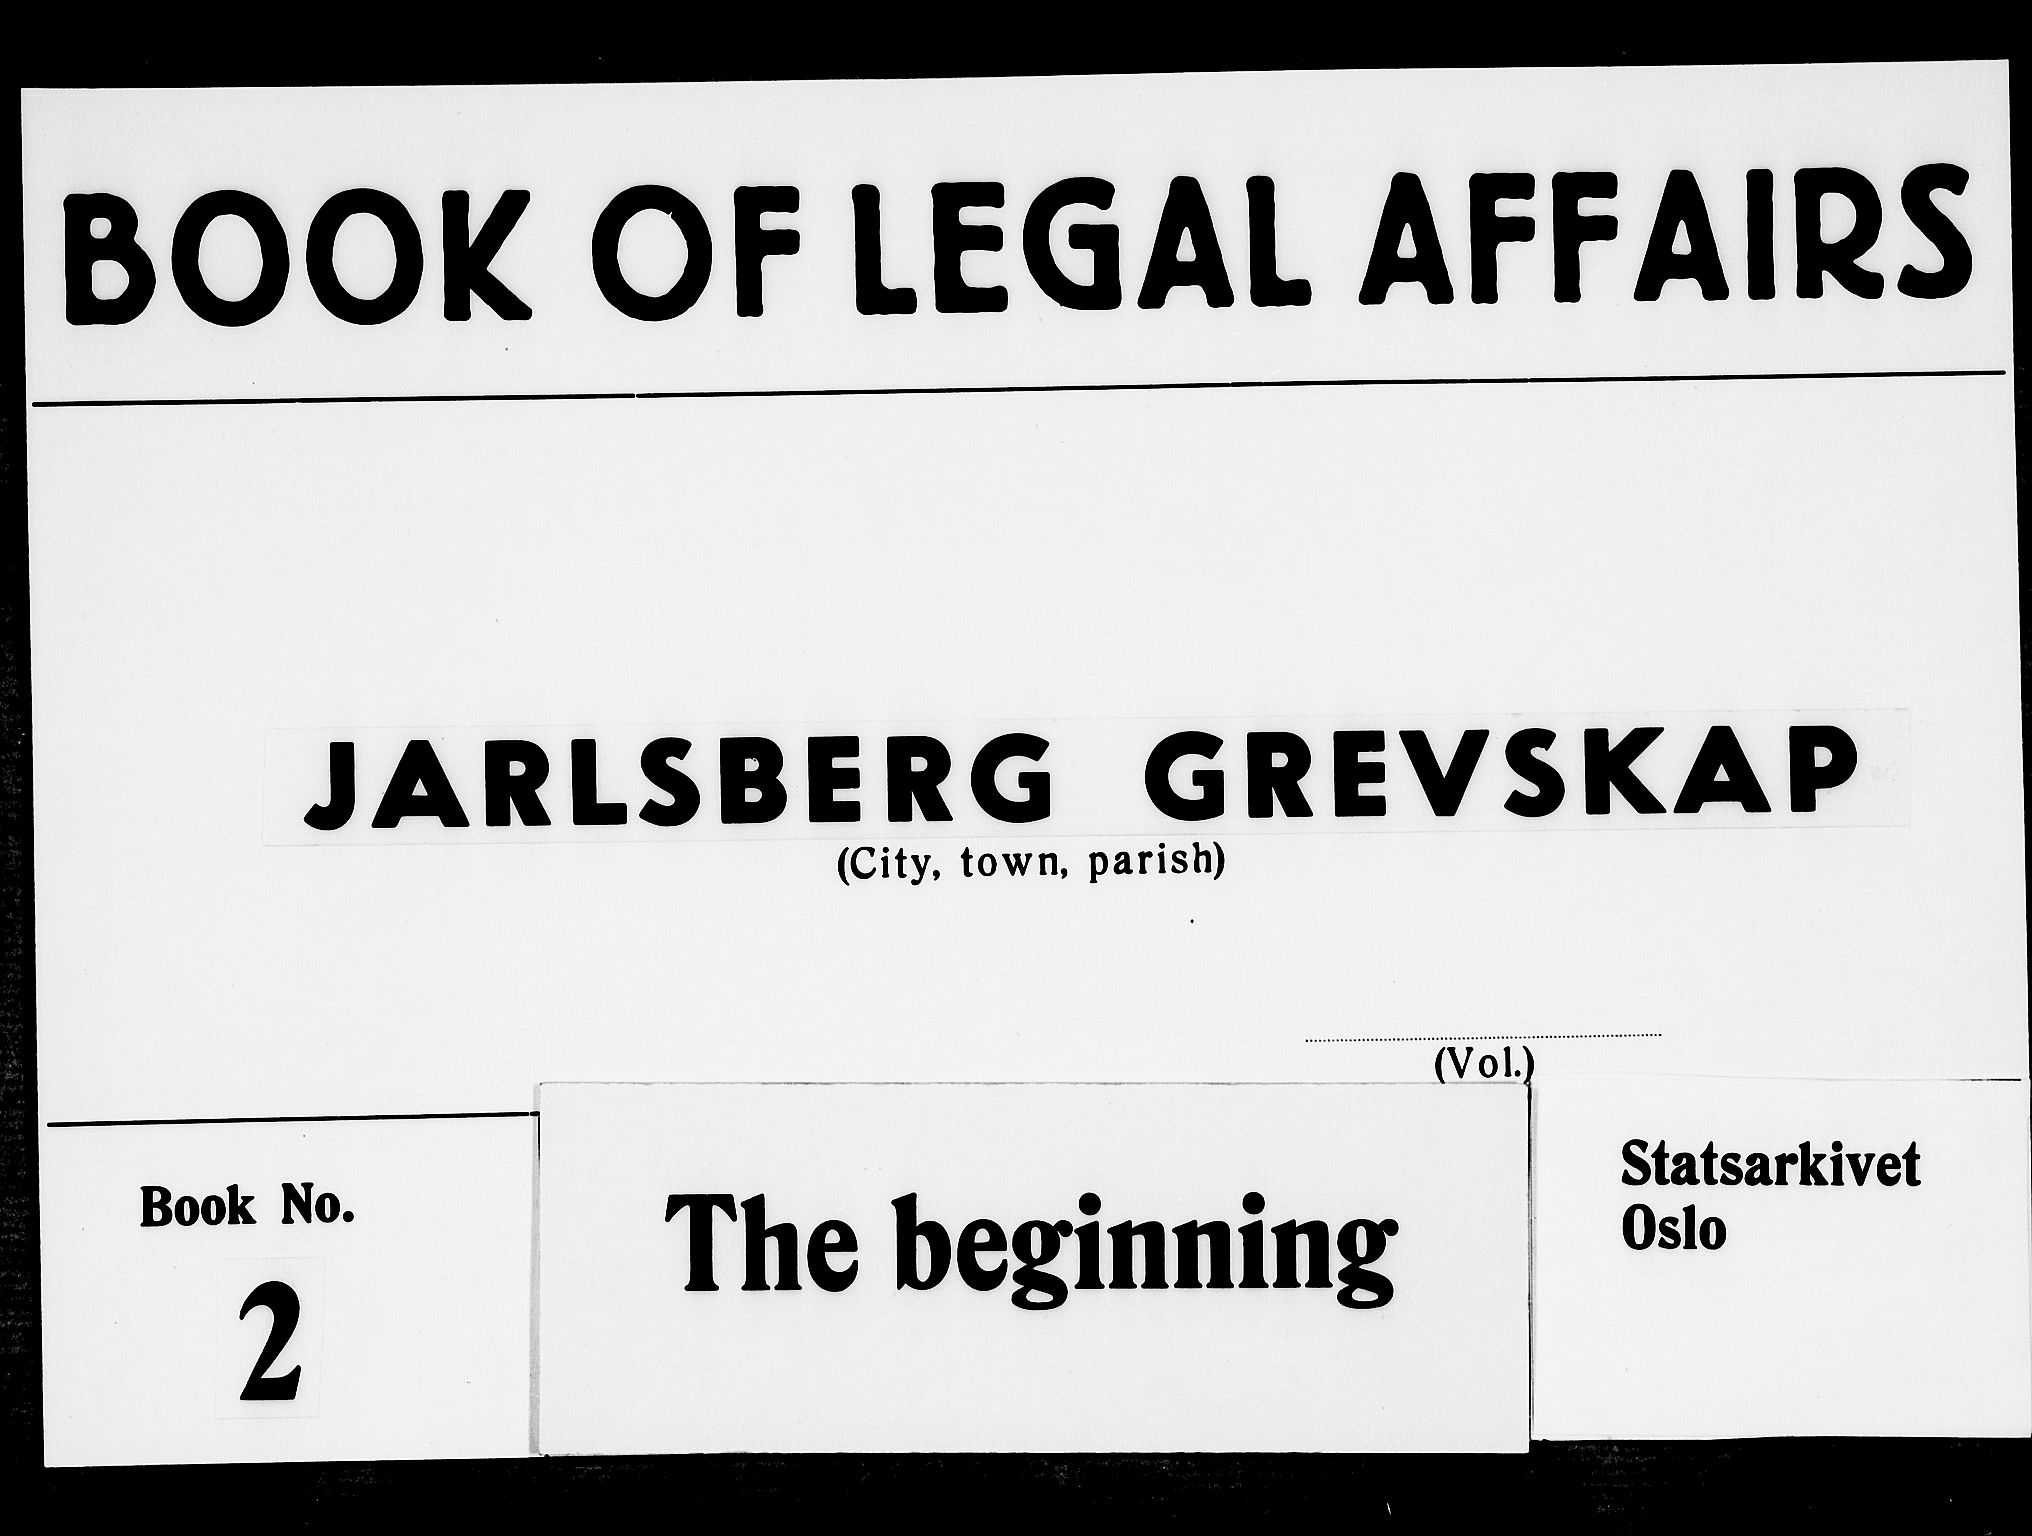 BOOK OF LEGAL AFFAIRS
JARLSBERG GREVSKAP
(City, town, parish)
(Vol.)
Book No.
2
The beginning
Statsarkivet
Oslo